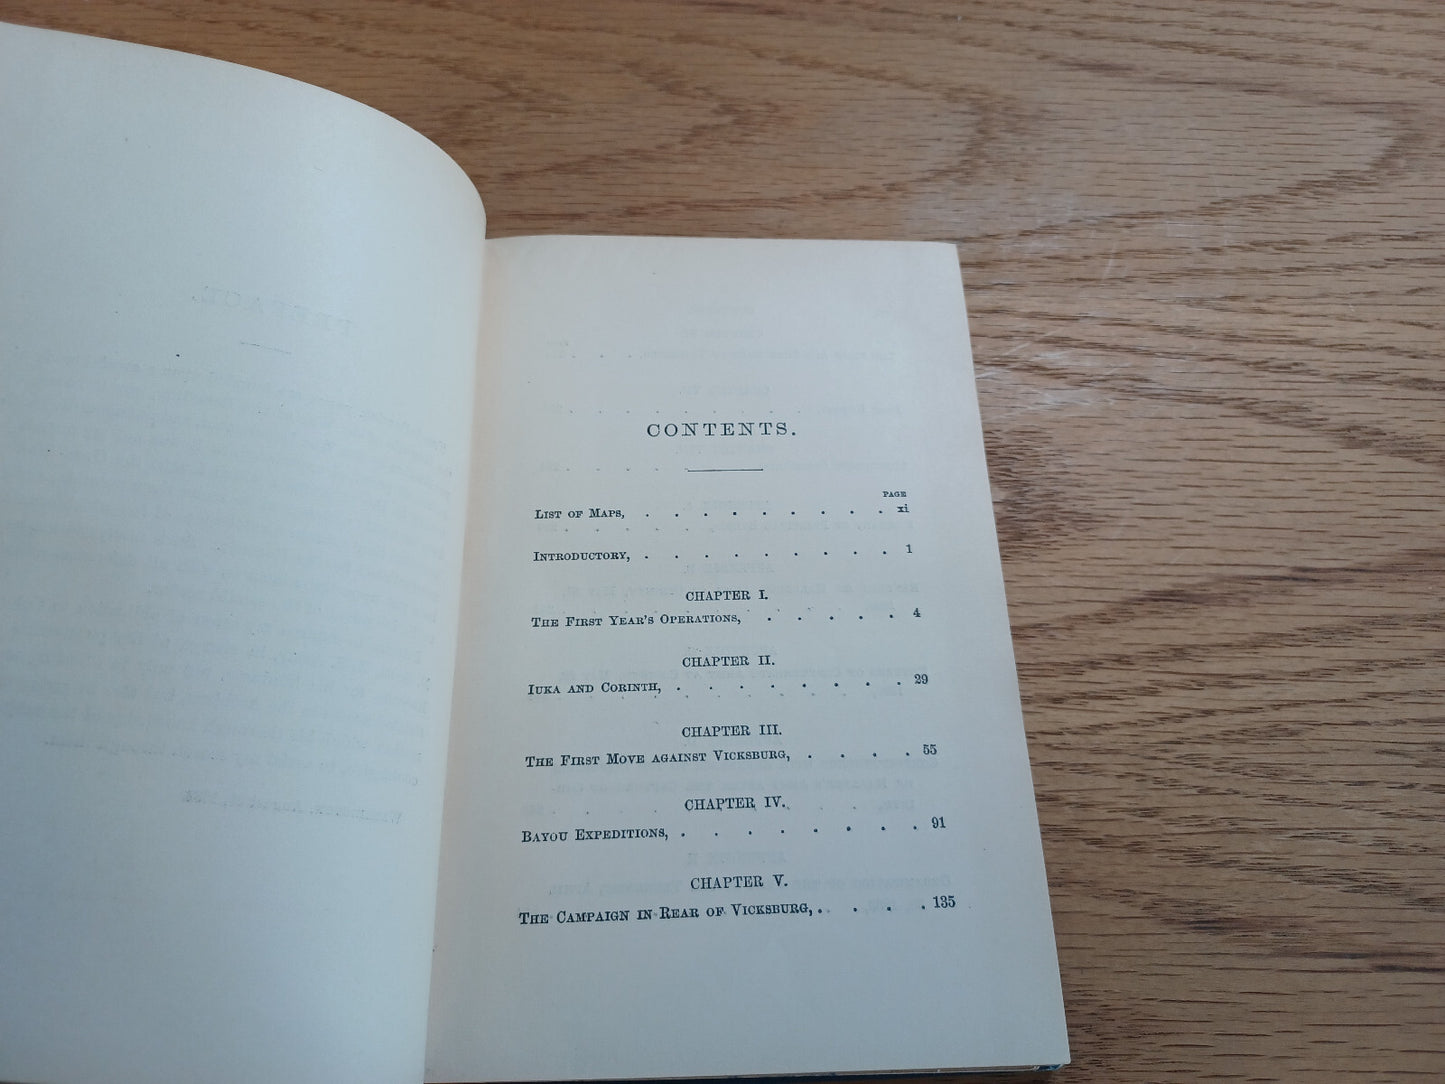 CONTENTS.
PAGE
LIST OF MAPS, . . . . . . . . . xi
INTRODUCTORY, . . . . . . . . . 1
CHAPTER I.
THE FIRST YEAR'S OPERATIONS, . . . . . 4
CHAPTER II.
IUKA AND CORINTH, . . . . . . . . 29
CHAPTER III.
THE FIRST MOVE AGAINST VICKSBURG, . . . . 55
CHAPTER IV.
BAYOU EXPEDITIONS, . . . . . . . . 91
CHAPTER V.
THE CAMPAIGN IN REAR OF VICKSBURG, . . . . 135